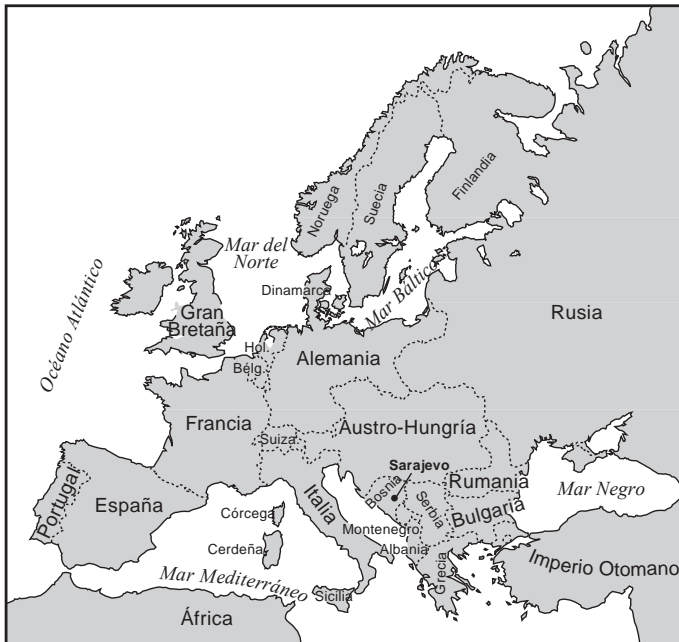 Noruega
Suecia
Finlandia
Mar del
Norte
Océano Atlántico
Dinamarca
Mar Báltico
Gran
Bretaña
Rusia
Hol.
Bélg.
Alemania
Francia
Suiza
Austro-Hungría
Sarajevo
Portugal
España
Italia
Bosnia
Serbia
Rumania
Bulgaria
Mar Negro
Córcega
Montenegro
Cerdeña
Albania
Grecia
Imperio Otomano
Mar Mediterráneo
Sicilia
África